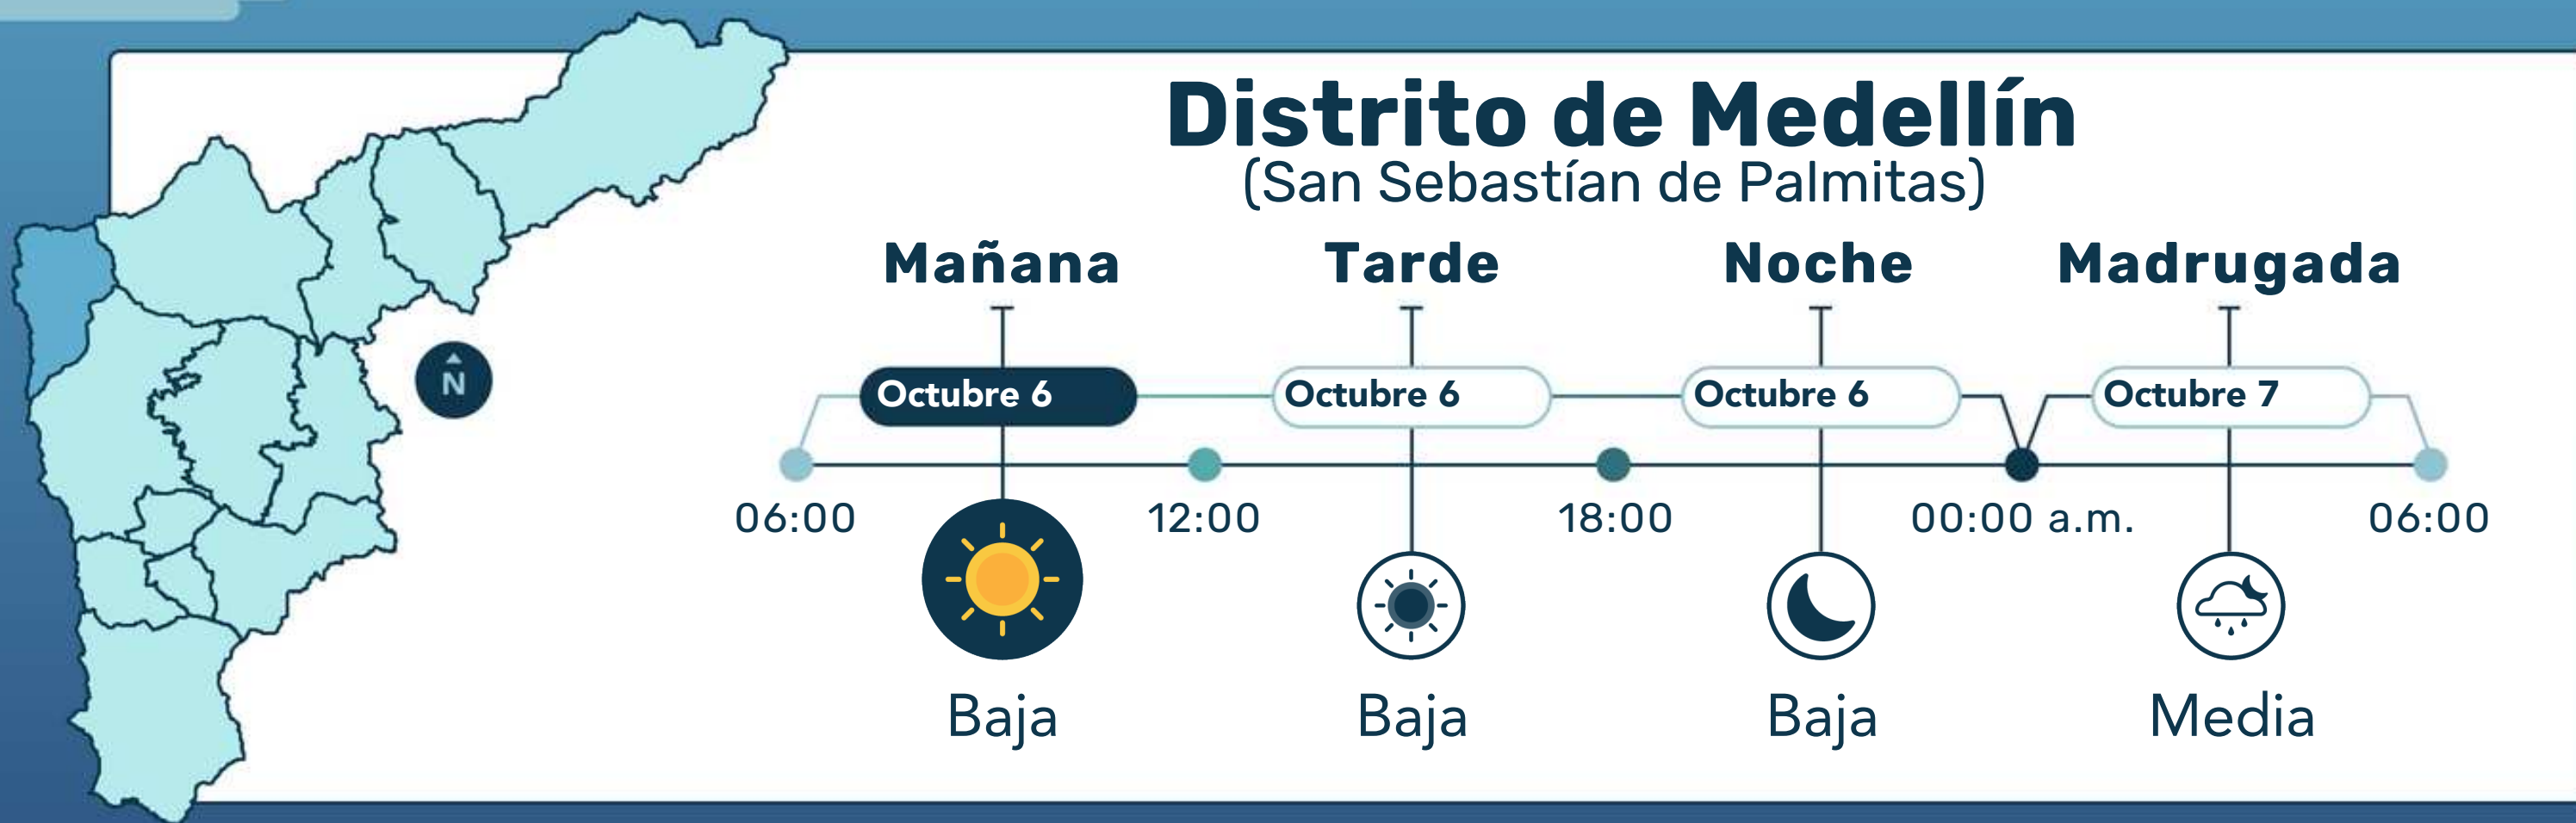 Distrito de Medellín
(San Sebastían de Palmitas)
Mañana Tarde Noche Madrugada
N
Octubre 6 Octubre 6 Octubre 6 Octubre 7
06:00 12:00 18:00 00:00 a.m. 06:00
Baja Baja Baja Media